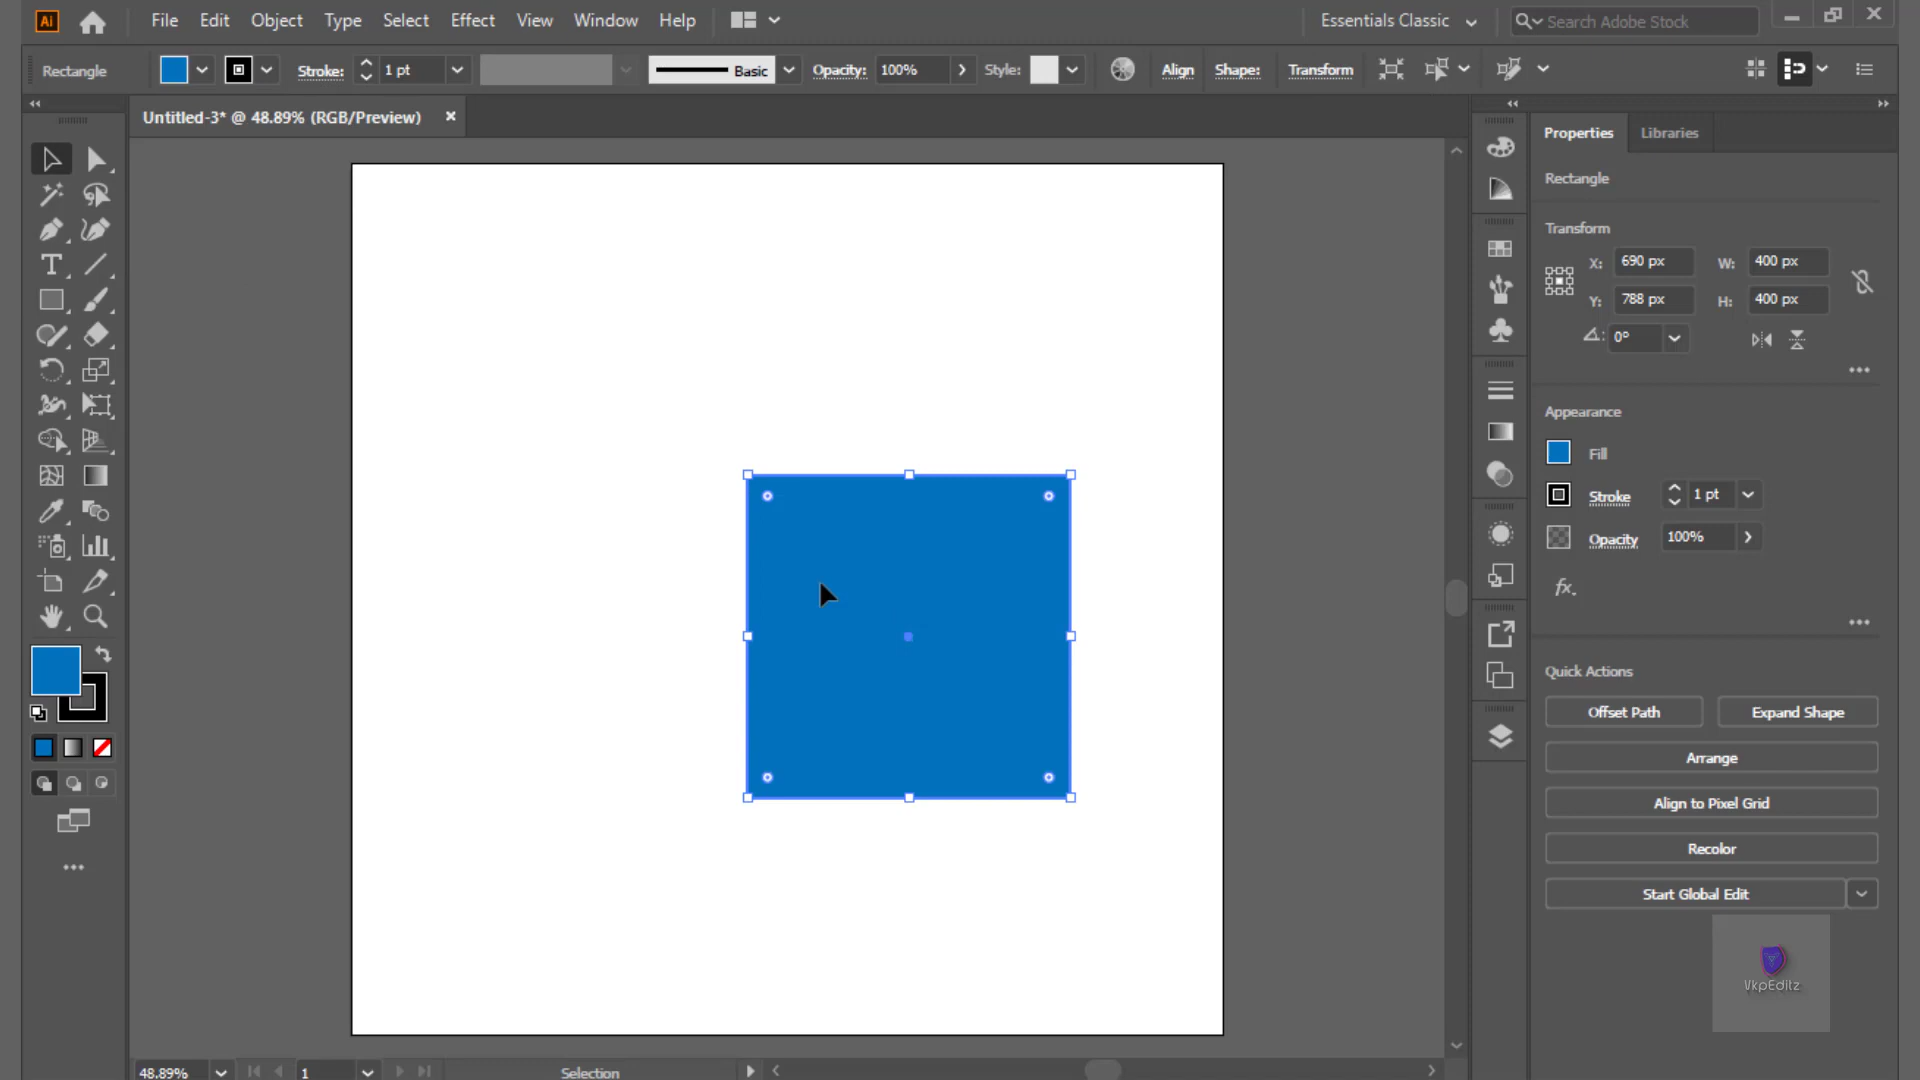 Ai File Edit Object Type Select Effect View Window Help Essentials Classic Search Adobe Stock
Rectangle Stroke: 1 pt Basic Opacity: 100% Style: Align Shape: Transform
Untitled-3* @ 48.89% (RGB/Preview) ×
Properties Libraries
Rectangle
Transform
X: 690 px W: 400 px
Y: 788 px H: 400 px
0°
Appearance
Fill
Stroke 1 pt
Opacity 100%
fx.
Quick Actions
Offset Path Expand Shape
Arrange
Align to Pixel Grid
Recolor
Start Global Edit
VkpEditz
48.89% 1 Selection